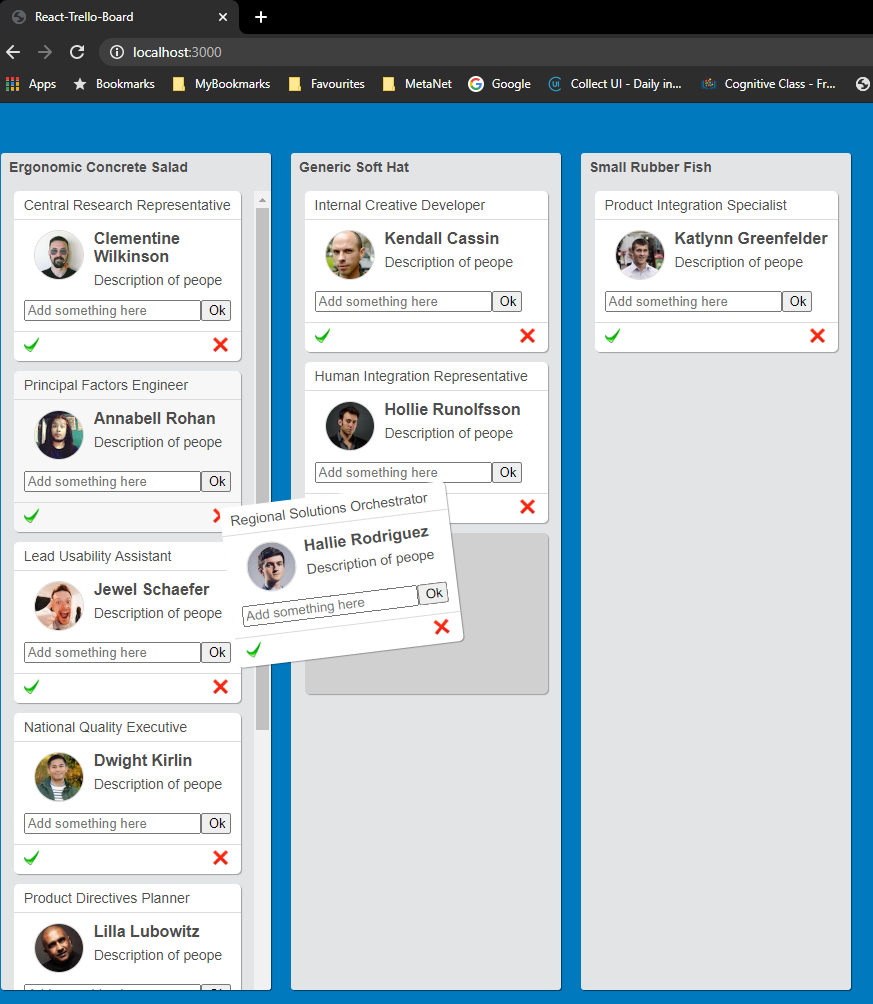 React-Trello-Board
localhost:3000
Apps
Bookmarks
MyBookmarks
Favourites
MetaNet
Google
Collect UI - Daily in...
Cognitive Class - Fr...
Ergonomic Concrete Salad
Central Research Representative
Clementine
Wilkinson
Description of peope
Add something here
Ok
Principal Factors Engineer
Annabell Rohan
Description of peope
Add something here
Ok
Lead Usability Assistant
Jewel Schaefer
Description of peope
Add something here
Ok
National Quality Executive
Dwight Kirlin
Description of peope
Add something here
Ok
Product Directives Planner
Lilla Lubowitz
Description of peope
Generic Soft Hat
Internal Creative Developer
Kendall Cassin
Description of peope
Add something here
Ok
Human Integration Representative
Hollie Runolfsson
Description of peope
Add something here
Ok
Regional Solutions Orchestrator
Hallie Rodriguez
Description of peope
Add something here
Ok
Small Rubber Fish
Product Integration Specialist
Katlynn Greenfelder
Description of peope
Add something here
Ok